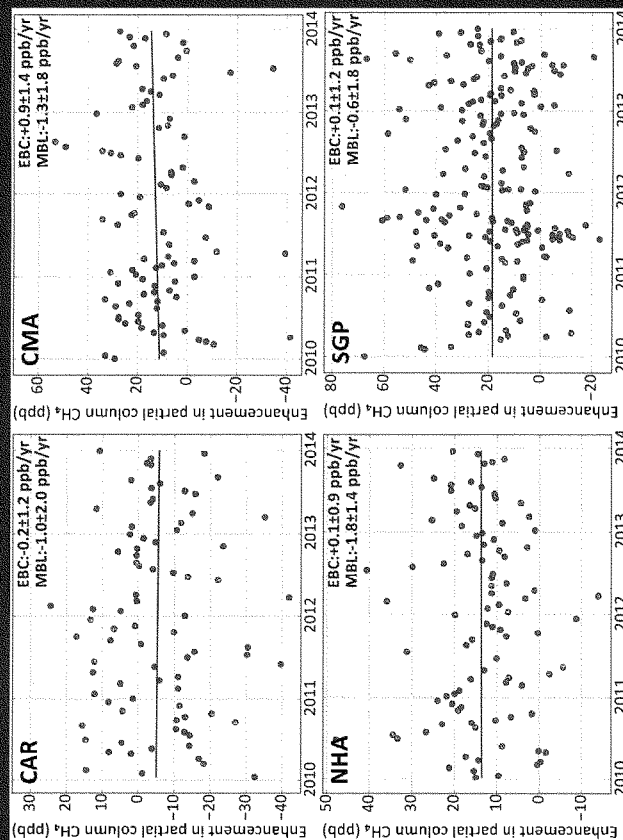 CAR
EBC:-0.2±1.2 ppb/yr
MBL:-1.0±2.0 ppb/yr
Enhancement in partial column CH₄ (ppb)
30
20
10
0
−10
−20
−30
−40
2010
2011
2012
2013
2014
CMA
EBC:+0.9±1.4 ppb/yr
MBL:-1.3±1.8 ppb/yr
Enhancement in partial column CH₄ (ppb)
60
40
20
0
−20
−40
2010
2011
2012
2013
2014
NHA
EBC:+0.1±0.9 ppb/yr
MBL:-1.8±1.4 ppb/yr
Enhancement in partial column CH₄ (ppb)
40
30
20
10
0
−10
2010
2011
2012
2013
2014
SGP
EBC:+0.1±1.2 ppb/yr
MBL:-0.6±1.8 ppb/yr
Enhancement in partial column CH₄ (ppb)
80
60
40
20
0
−20
2010
2011
2012
2013
2014